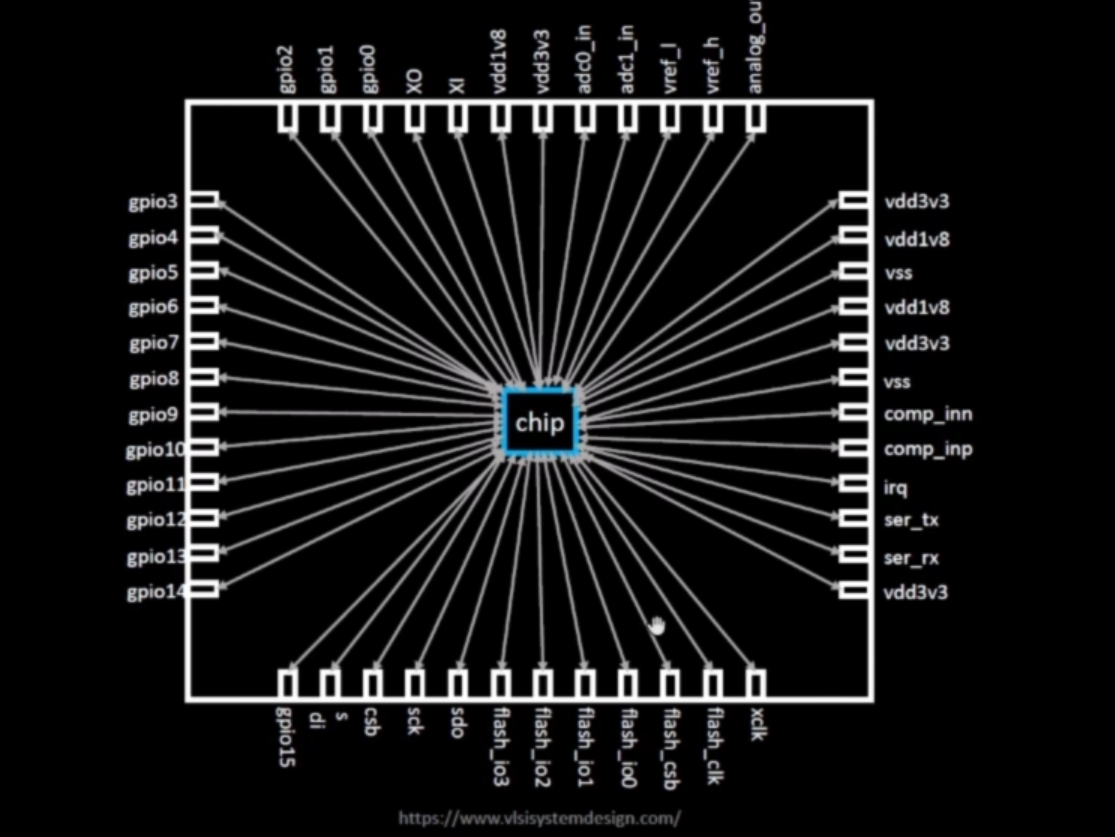 gpio2
gpio1
gpio0
XO
XI
vdd1v8
vdd3v3
adc0_in
adc1_in
vref_l
vref_h
analog_ou
gpio3
gpio4
gpio5
gpio6
gpio7
gpio8
gpio9
gpio10
gpio11
gpio12
gpio13
gpio14
chip
vdd3v3
vdd1v8
vss
vdd1v8
vdd3v3
vss
comp_inn
comp_inp
irq
ser_tx
ser_rx
vdd3v3
gpio15
s
di
csb
sck
sdo
flash_io3
flash_io2
flash_io1
flash_io0
flash_csb
flash_clk
xclk
https://www.vlsisystemdesign.com/